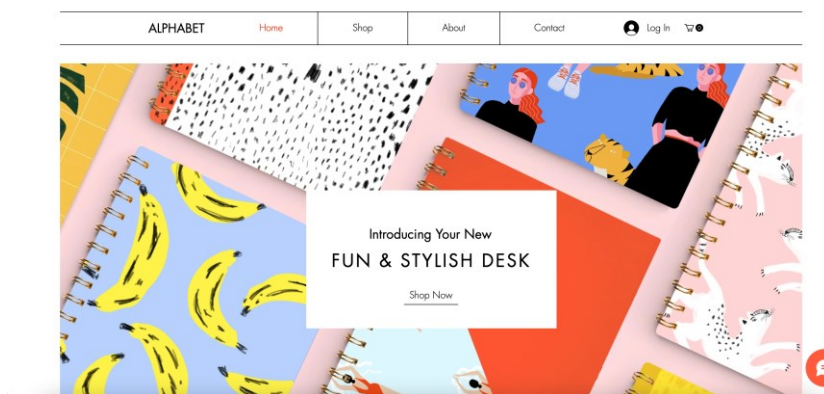 ALPHABET Home Shop About Contact Log In 0
Introducing Your New
FUN & STYLISH DESK
Shop Now